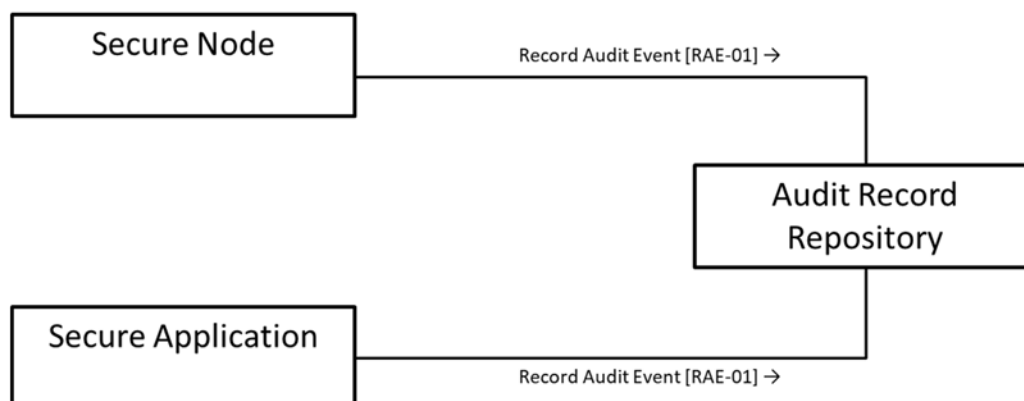 Secure Node
Record Audit Event [RAE-01] →
Audit Record
Repository
Secure Application
Record Audit Event [RAE-01] →